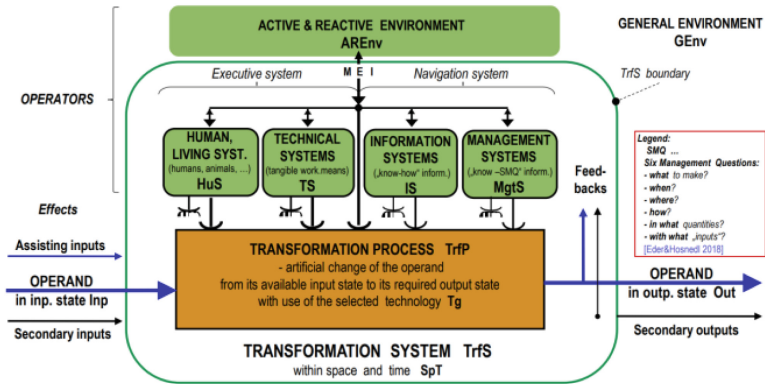 ACTIVE & REACTIVE ENVIRONMENT
AREnv
GENERAL ENVIRONMENT
GEnv
Executive system
M E I
Navigation system
TrfS boundary
OPERATORS
HUMAN,
LIVING SYST.
(humans, animals, ...)
HuS
TECHNICAL
SYSTEMS
(tangible work.means)
TS
INFORMATION
SYSTEMS
(„know-how“ inform.)
IS
MANAGEMENT
SYSTEMS
(„know –SMQ“ inform.)
MgtS
Legend:
SMQ ...
Six Management Questions:
- what to make?
- when?
- where?
- how?
- in what quantities?
- with what „inputs“?
[Eder&Hosnedl 2018]
Feed-
backs
Effects
Assisting inputs
OPERAND
in inp. state Inp
Secondary inputs
TRANSFORMATION PROCESS TrfP
- artificial change of the operand
from its available input state to its required output state
with use of the selected technology Tg
OPERAND
in outp. state Out
Secondary outputs
TRANSFORMATION SYSTEM TrfS
within space and time SpT